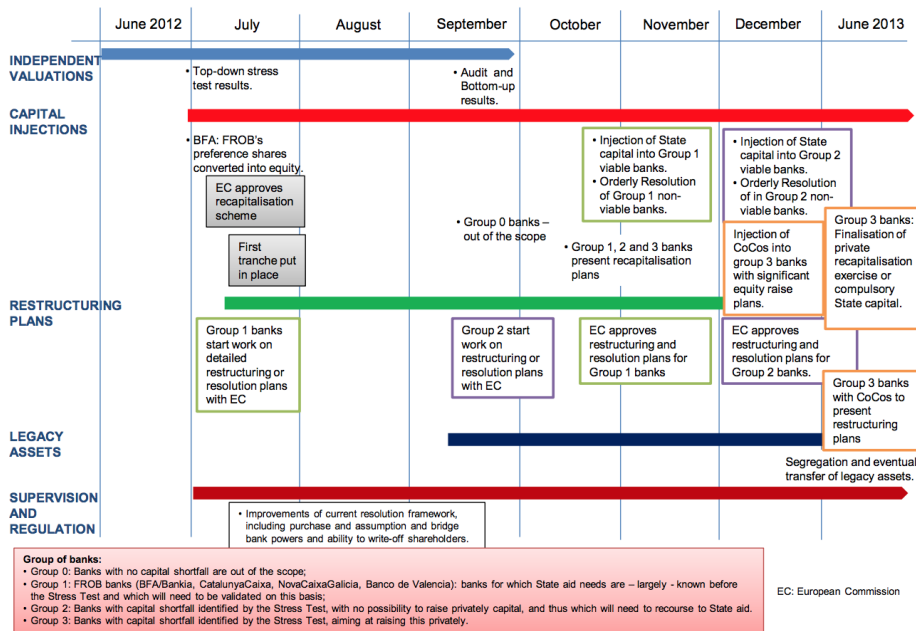 June 2012 July August September October November December June 2013
INDEPENDENT
VALUATIONS
• Top-down stress
test results.
• Audit and
Bottom-up
results.
CAPITAL
INJECTIONS
• BFA: FROB's
preference shares
converted into equity.
EC approves
recapitalisation
scheme
First
tranche put
in place
• Group 0 banks –
out of the scope
• Injection of State
capital into Group 1
viable banks.
• Orderly Resolution
of Group 1 non-
viable banks.
• Group 1, 2 and 3 banks
present recapitalisation
plans
• Injection of State
capital into Group 2
viable banks.
• Orderly Resolution
of in Group 2 non-
viable banks.
Injection of
CoCos into
group 3 banks
with significant
equity raise
plans.
Group 3 banks:
Finalisation of
private
recapitalisation
exercise or
compulsory
State capital.
RESTRUCTURING
PLANS
Group 1 banks
start work on
detailed
restructuring or
resolution plans
with EC
Group 2 start
work on
restructuring or
resolution plans
with EC
EC approves
restructuring and
resolution plans for
Group 1 banks
EC approves
restructuring and
resolution plans for
Group 2 banks.
Group 3 banks
with CoCos to
present
restructuring
plans
LEGACY
ASSETS
Segregation and eventual
transfer of legacy assets.
SUPERVISION
AND
REGULATION
• Improvements of current resolution framework,
including purchase and assumption and bridge
bank powers and ability to write-off shareholders.
Group of banks:
• Group 0: Banks with no capital shortfall are out of the scope;
• Group 1: FROB banks (BFA/Bankia, CatalunyaCaixa, NovaCaixaGalicia, Banco de Valencia): banks for which State aid needs are – largely - known before
the Stress Test and which will need to be validated on this basis;
• Group 2: Banks with capital shortfall identified by the Stress Test, with no possibility to raise privately capital, and thus which will need to recourse to State aid.
• Group 3: Banks with capital shortfall identified by the Stress Test, aiming at raising this privately.
EC: European Commission